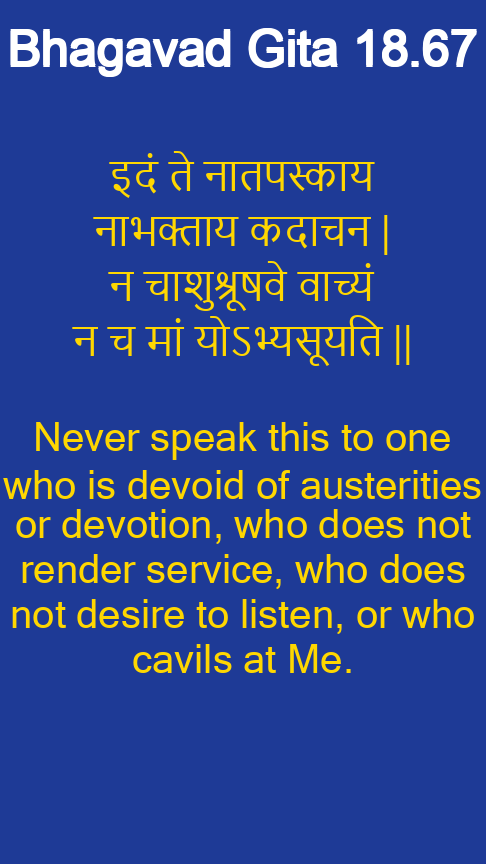 Bhagavad Gita 18.67
इदं ते नातपस्काय
नाभक्ताय कदाचन |
न चाशुश्रूषवे वाच्यं
न च मां योऽभ्यसूयति ||
Never speak this to one
who is devoid of austerities
or devotion, who does not
render service, who does
not desire to listen, or who
cavils at Me.